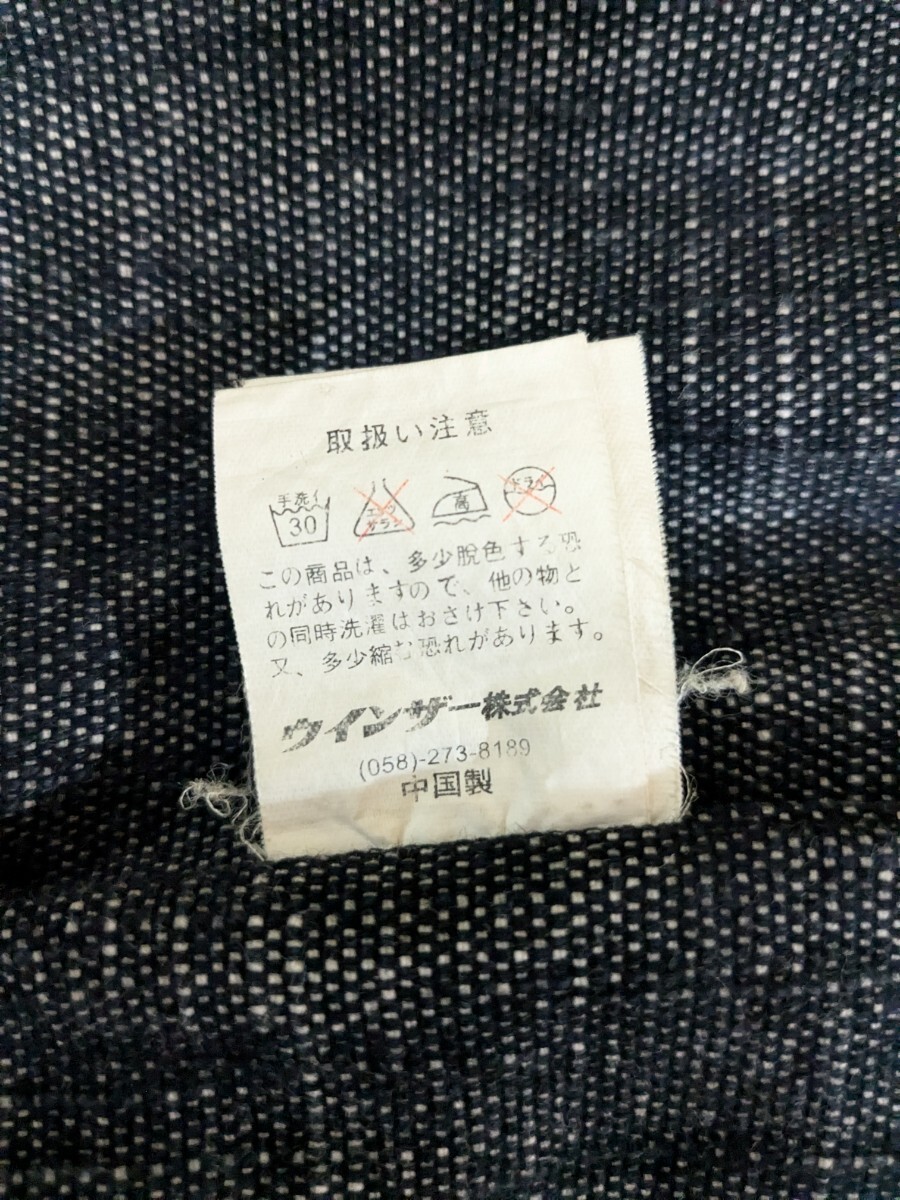 取扱い注意
手洗イ
30
エンソ
サラシ
高
ドライ
この商品は、多少脱色する恐
れがありますので、他の物と
の同時洗濯はおさけ下さい。
又、多少縮む恐れがあります。
ウインザー株式会社
(058)-273-8189
中国製